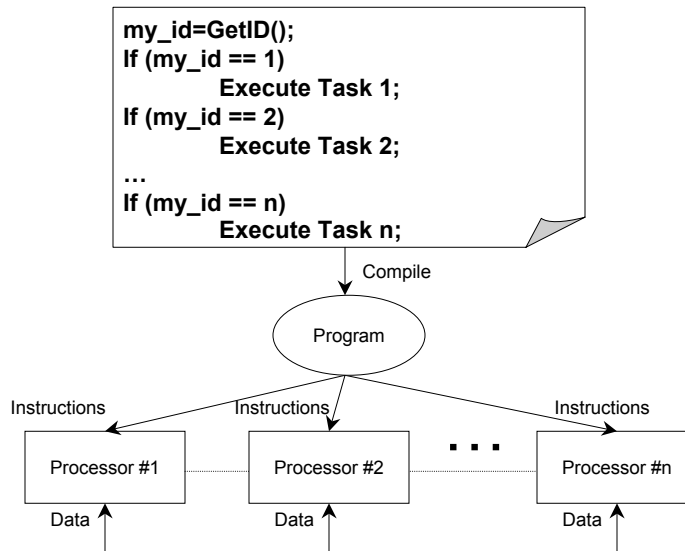 my_id=GetID();
If (my_id == 1)
Execute Task 1;
If (my_id == 2)
Execute Task 2;
…
If (my_id == n)
Execute Task n;
Compile
Program
Instructions
Instructions
Instructions
Processor #1
Processor #2
. . .
Processor #n
Data
Data
Data